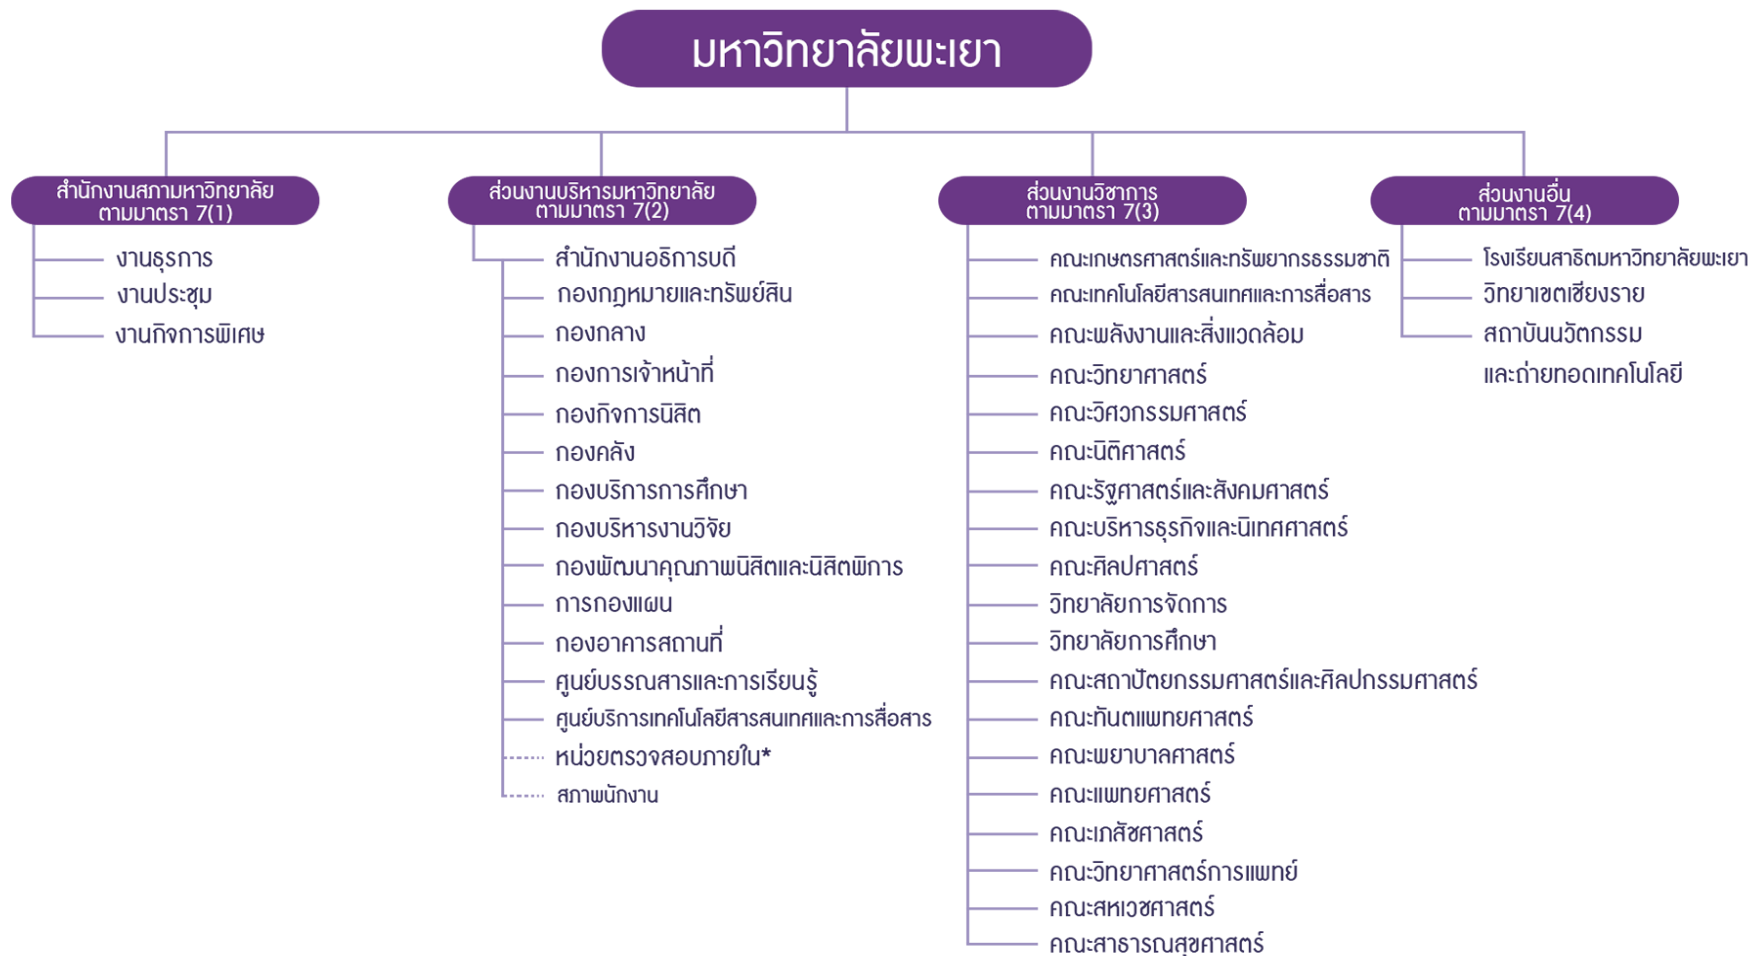 มหาวิทยาลัยพะเยา
สำนักงานสภามหาวิทยาลัย
ตามมาตรา 7(1)
งานธุรการ
งานประชุม
งานกิจการพิเศษ
ส่วนงานบริหารมหาวิทยาลัย
ตามมาตรา 7(2)
สำนักงานอธิการบดี
กองกฎหมายและทรัพย์สิน
กองกลาง
กองการเจ้าหน้าที่
กองกิจการนิสิต
กองคลัง
กองบริการการศึกษา
กองบริหารงานวิจัย
กองพัฒนาคุณภาพนิสิตและนิสิตพิการ
การกองแผน
กองอาคารสถานที่
ศูนย์บรรณสารและการเรียนรู้
ศูนย์บริการเทคโนโลยีสารสนเทศและการสื่อสาร
หน่วยตรวจสอบภายใน*
สภาพนักงาน
ส่วนงานวิชาการ
ตามมาตรา 7(3)
คณะเกษตรศาสตร์และทรัพยากรธรรมชาติ
คณะเทคโนโลยีสารสนเทศและการสื่อสาร
คณะพลังงานและสิ่งแวดล้อม
คณะวิทยาศาสตร์
คณะวิศวกรรมศาสตร์
คณะนิติศาสตร์
คณะรัฐศาสตร์และสังคมศาสตร์
คณะบริหารธุรกิจและนิเทศศาสตร์
คณะศิลปศาสตร์
วิทยาลัยการจัดการ
วิทยาลัยการศึกษา
คณะสถาปัตยกรรมศาสตร์และศิลปกรรมศาสตร์
คณะทันตแพทยศาสตร์
คณะพยาบาลศาสตร์
คณะแพทยศาสตร์
คณะเภสัชศาสตร์
คณะวิทยาศาสตร์การแพทย์
คณะสหเวชศาสตร์
คณะสาธารณสุขศาสตร์
ส่วนงานอื่น
ตามมาตรา 7(4)
โรงเรียนสาธิตมหาวิทยาลัยพะเยา
วิทยาเขตเชียงราย
สถาบันนวัตกรรม
และถ่ายทอดเทคโนโลยี